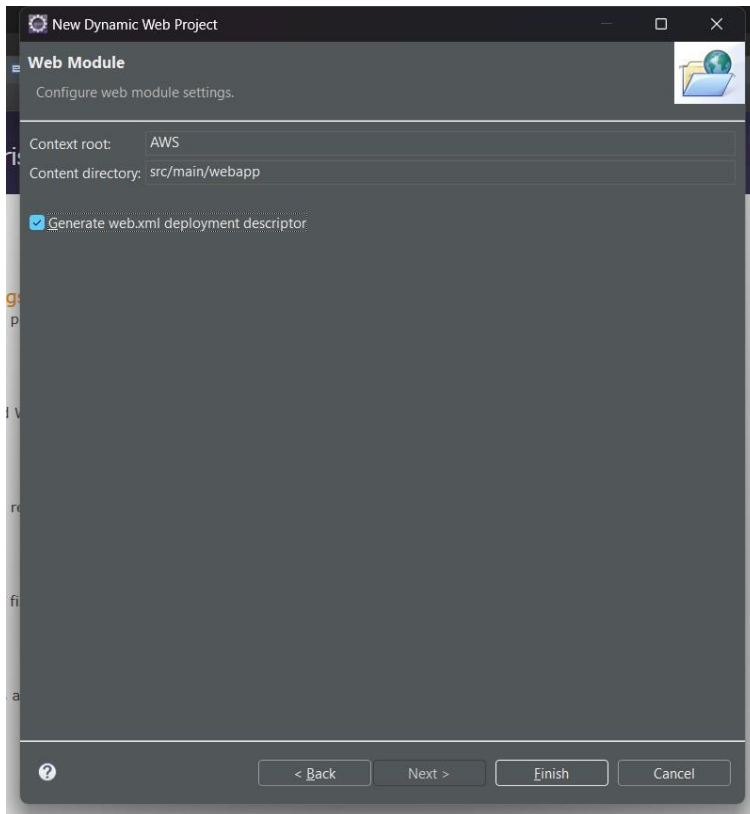 New Dynamic Web Project
Web Module
Configure web module settings.
Context root: AWS
Content directory: src/main/webapp
Generate web.xml deployment descriptor
< Back Next > Finish Cancel